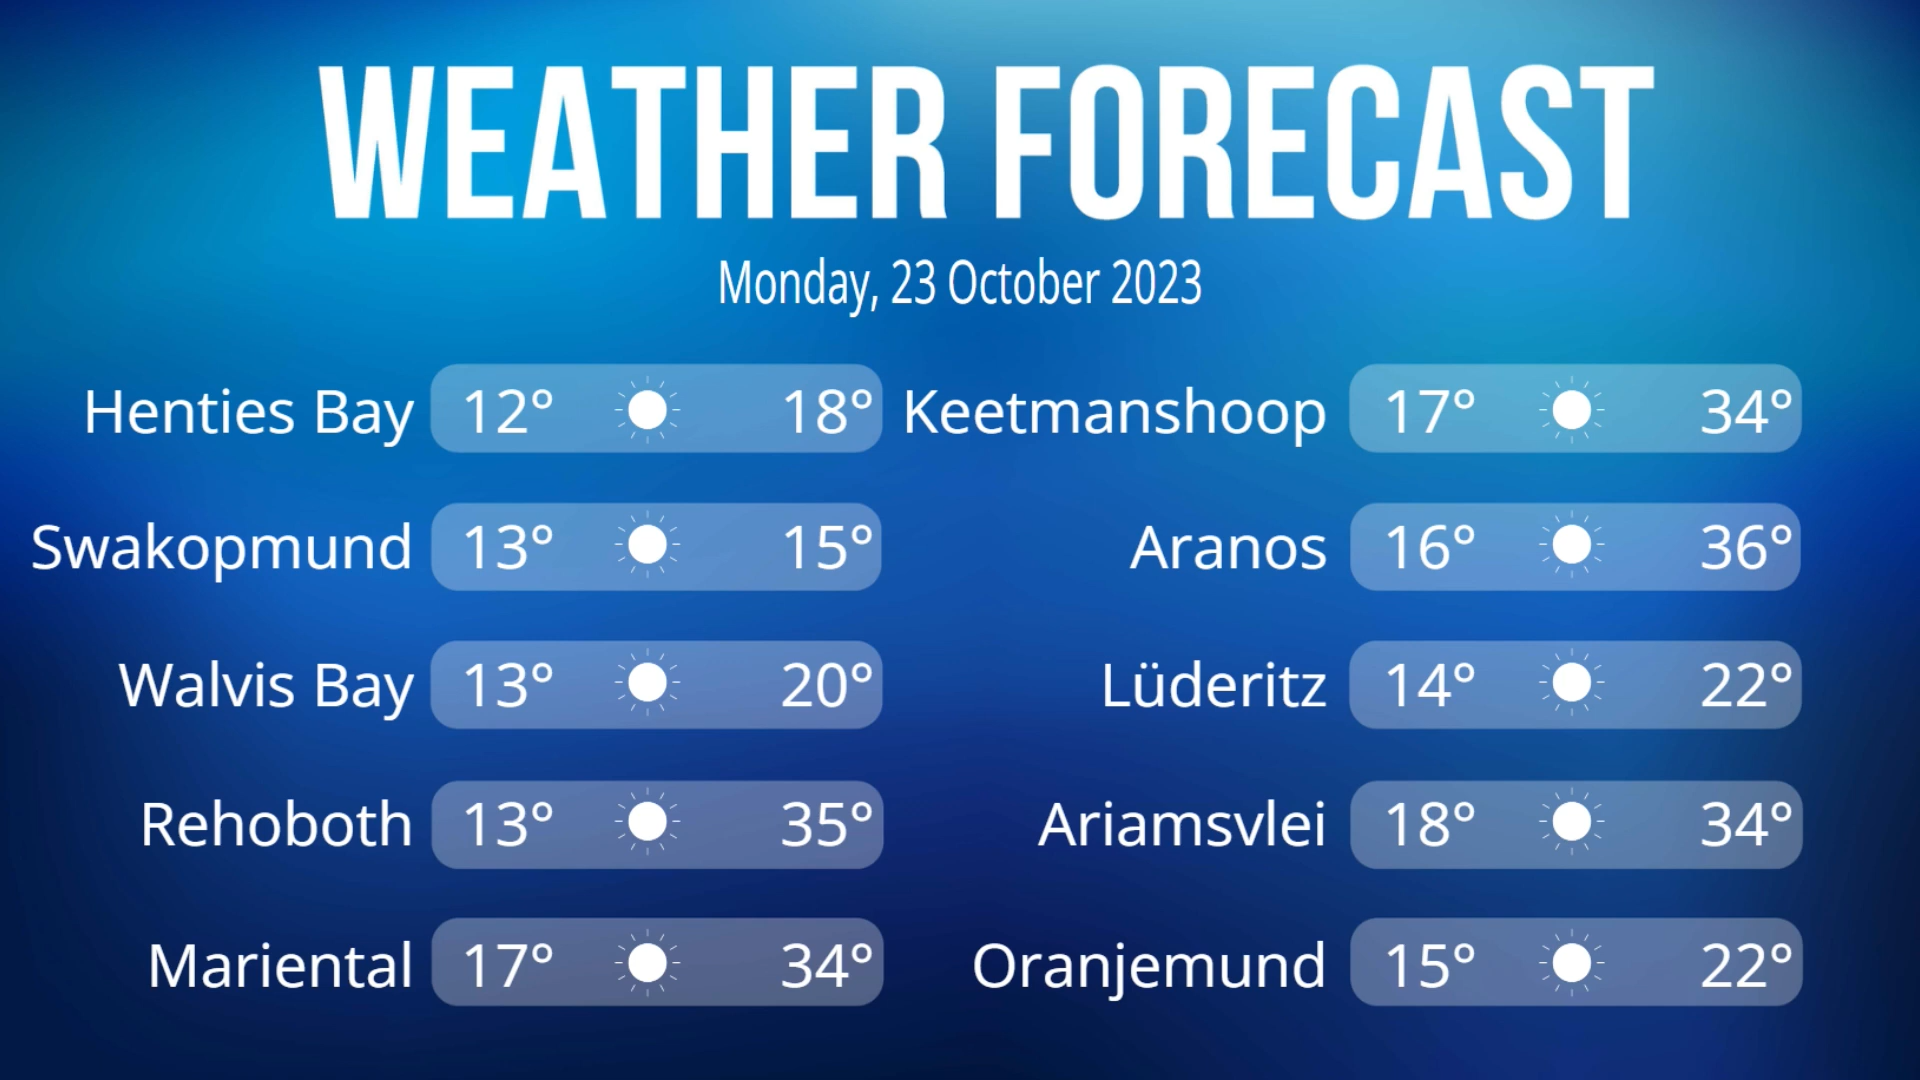 WEATHER FORECAST
Monday, 23 October 2023
Henties Bay 12° 18°
Swakopmund 13° 15°
Walvis Bay 13° 20°
Rehoboth 13° 35°
Mariental 17° 34°
Keetmanshoop 17° 34°
Aranos 16° 36°
Lüderitz 14° 22°
Ariamsvlei 18° 34°
Oranjemund 15° 22°